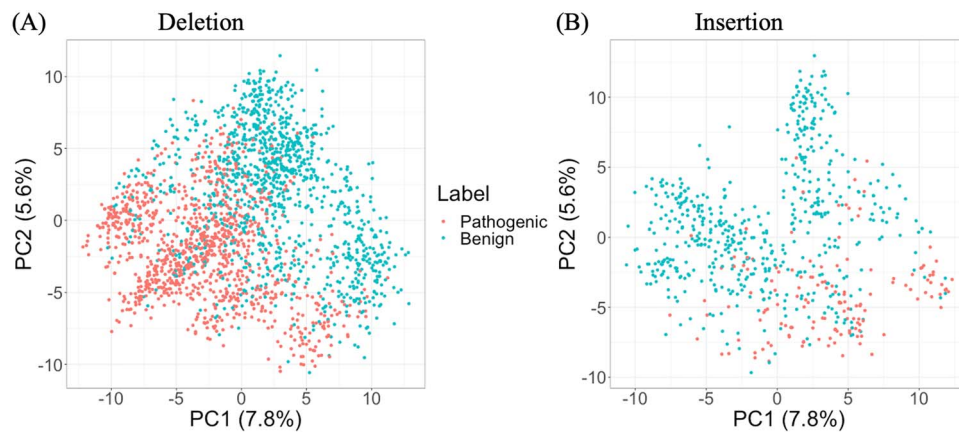 (A) Deletion
10
5
0
-5
-10
PC2 (5.6%)
-10 -5 0 5 10
PC1 (7.8%)
Label
Pathogenic
Benign
(B) Insertion
10
5
0
-5
-10
PC2 (5.6%)
-10 -5 0 5 10
PC1 (7.8%)